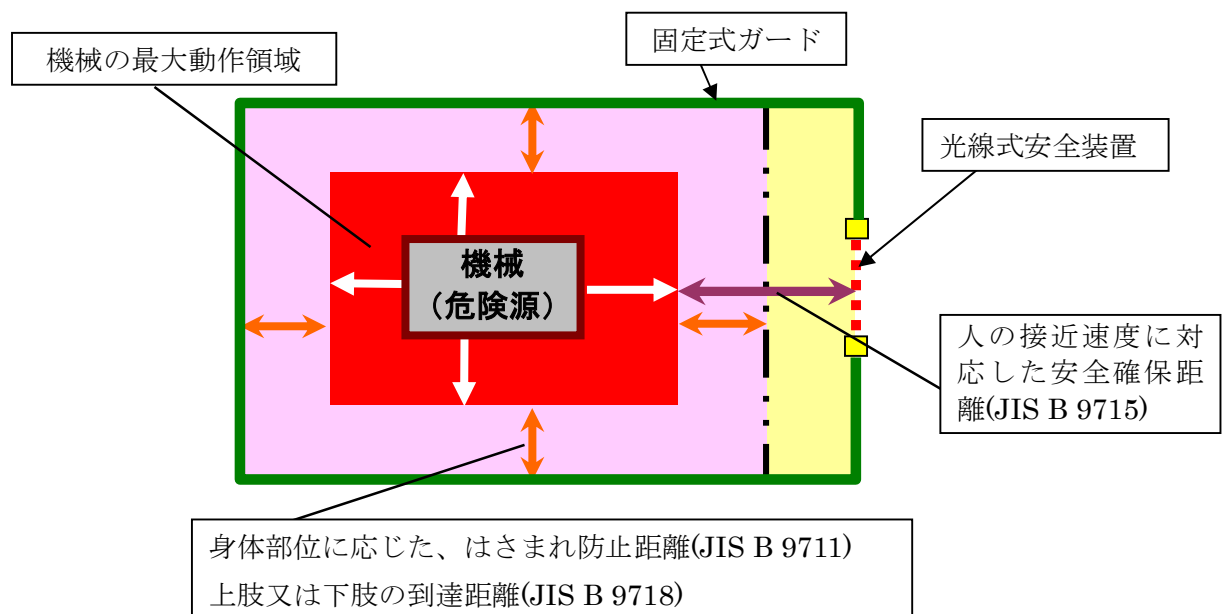 固定式ガード
機械の最大動作領域
光線式安全装置
機械
（危険源）
人の接近速度に対
応した安全確保距
離(JIS B 9715)
身体部位に応じた、はさまれ防止距離(JIS B 9711)
上肢又は下肢の到達距離(JIS B 9718)